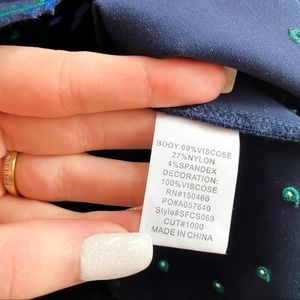 BODY:69%VISCOSE
27%NYLON
4%SPANDEX
DECORATION:
100%VISCOSE
RN#150466
PO#A057640
Style#SFCS069
CUT#1000
MADE IN CHINA